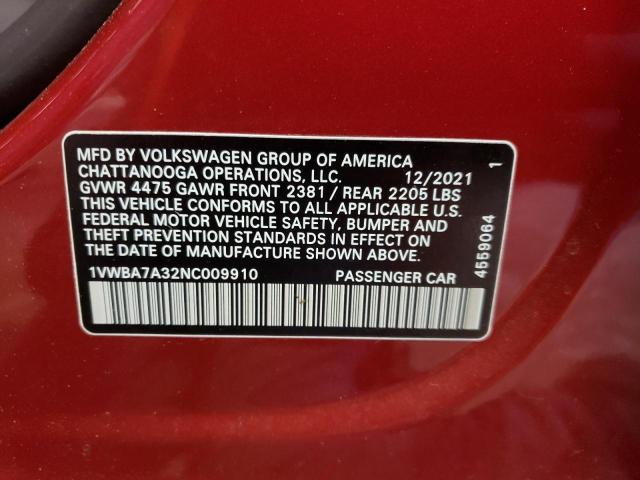 MFD BY VOLKSWAGEN GROUP OF AMERICA
CHATTANOOGA OPERATIONS, LLC. 12/2021 1
GVWR 4475 GAWR FRONT 2381 / REAR 2205 LBS
THIS VEHICLE CONFORMS TO ALL APPLICABLE U.S.
FEDERAL MOTOR VEHICLE SAFETY, BUMPER AND
THEFT PREVENTION STANDARDS IN EFFECT ON
THE DATE OF MANUFACTURE SHOWN ABOVE.
1VWBA7A32NC009910 PASSENGER CAR
4559064